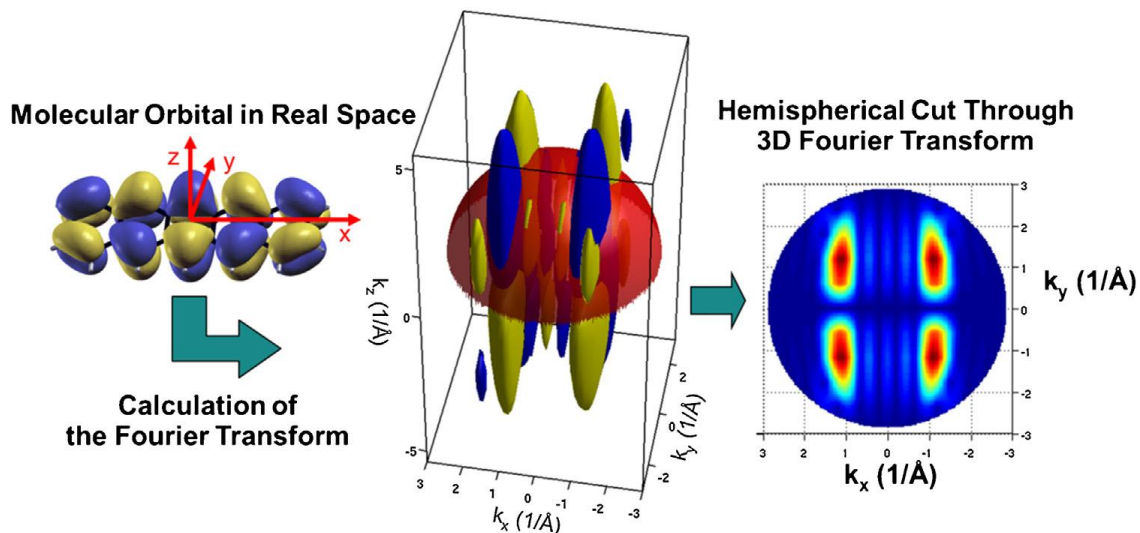 Molecular Orbital in Real Space
z
y
x
Calculation of
the Fourier Transform
5
0
-5
k_z (1/Å)
3
2
1
0
-1
-2
-3
k_x (1/Å)
2
0
-2
k_y (1/Å)
Hemispherical Cut Through
3D Fourier Transform
3
2
1
0
-1
-2
-3
k_y (1/Å)
3
2
1
0
-1
-2
-3
k_x (1/Å)